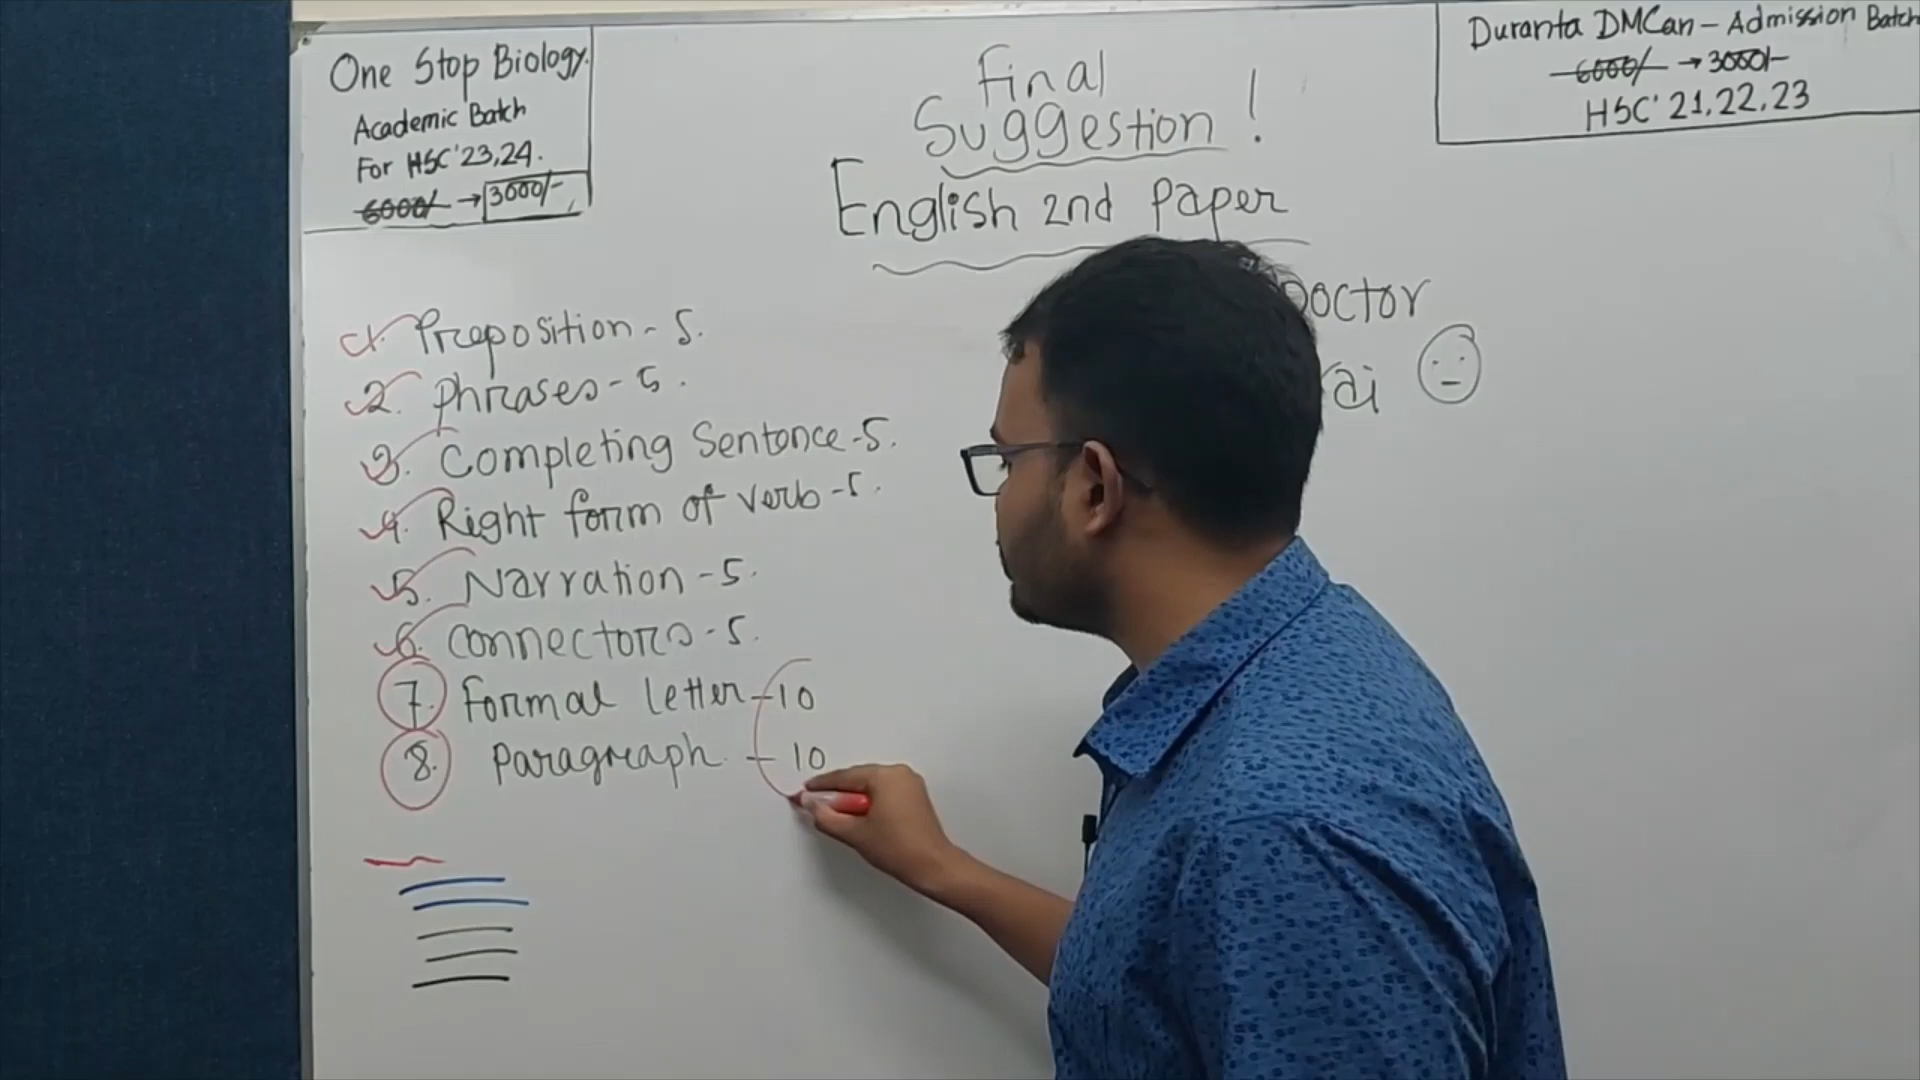 One Stop Biology.
Academic Batch
For HSC'23,24.
6000/- → 3000/-
Final
Suggestion!
English 2nd Paper
Duranta DMCan - Admission Batch
6000/- → 3000/-
HSC' 21,22,23
Doctor
1. Preposition - 5.
2. Phrases - 5.
3. Completing Sentence - 5.
4. Right form of verb - 5.
5. Narration - 5.
6. Connectors - 5.
7. Formal letter - 10
8. Paragraph - 10